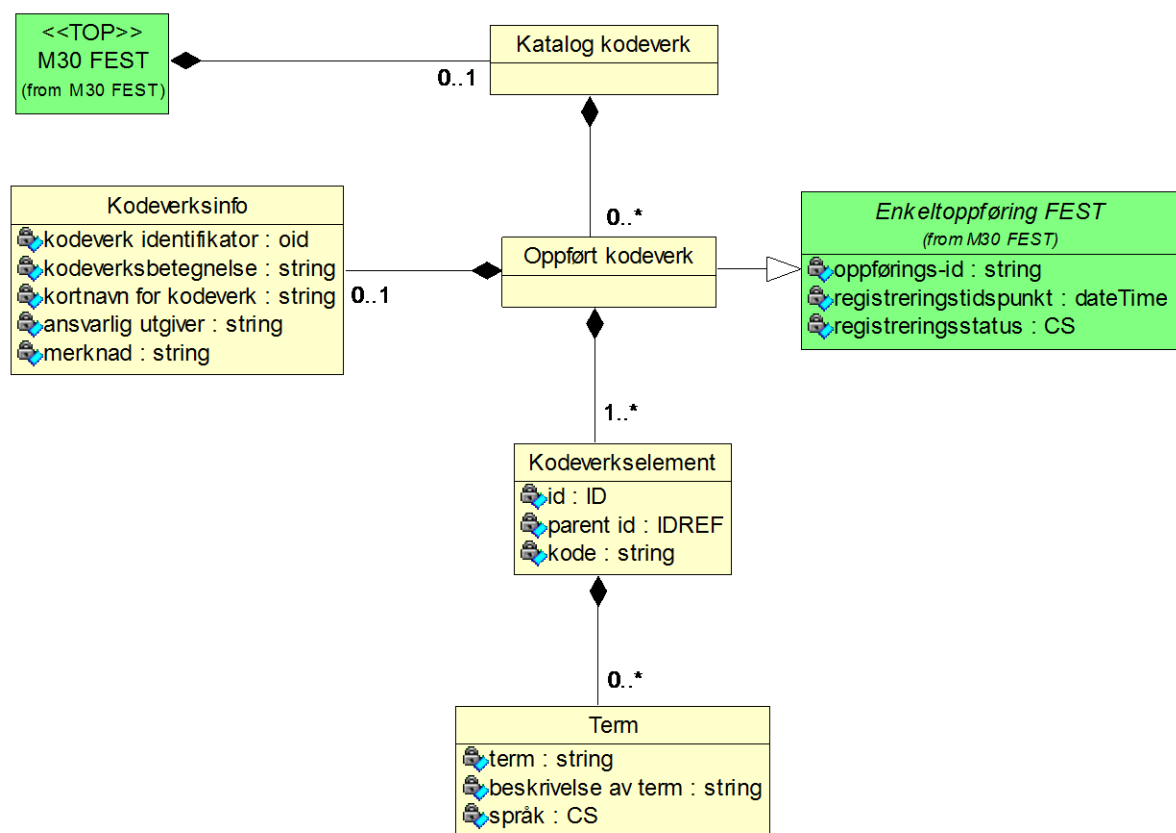 <<TOP>>
M30 FEST
(from M30 FEST)
Katalog kodeverk
0..1
0..*
Kodeverksinfo
kodeverk identifikator : oid
kodeverksbetegnelse : string
kortnavn for kodeverk : string
ansvarlig utgiver : string
merknad : string
0..1
Oppført kodeverk
Enkeltoppføring FEST
(from M30 FEST)
oppførings-id : string
registreringstidspunkt : dateTime
registreringsstatus : CS
1..*
Kodeverkselement
id : ID
parent id : IDREF
kode : string
0..*
Term
term : string
beskrivelse av term : string
språk : CS